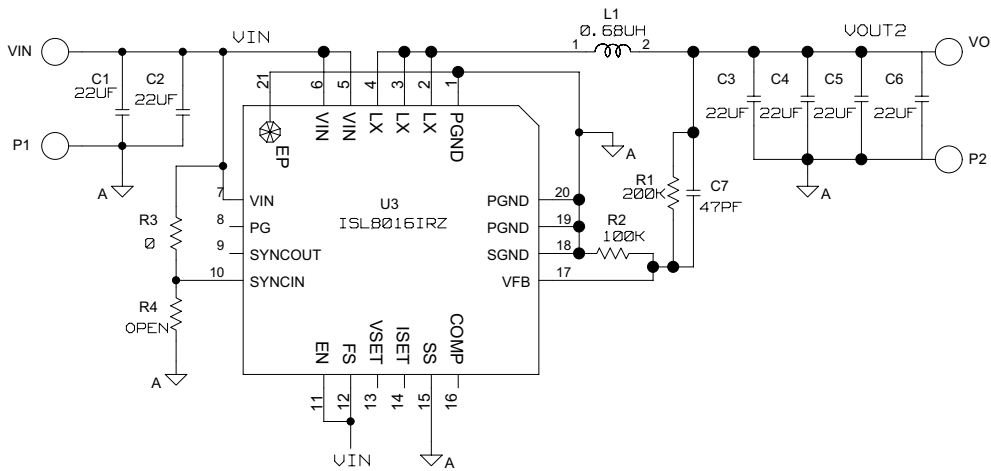 L1
0.68UH
1
2
VIN
VIN
VOUT2
VO
C1
22UF
C2
22UF
C3
22UF
C4
22UF
C5
22UF
C6
22UF
21
6
5
4
3
2
1
VIN
VIN
LX
LX
LX
PGND
EP
P1
A
A
P2
A
R1
200K
C7
47PF
7
VIN
8
PG
9
SYNCOUT
10
SYNCIN
U3
ISL8016IRZ
PGND
20
PGND
19
SGND
18
VFB
17
R2
100K
R3
0
R4
OPEN
A
EN
FS
VSET
ISET
SS
COMP
11
12
13
14
15
16
VIN
A